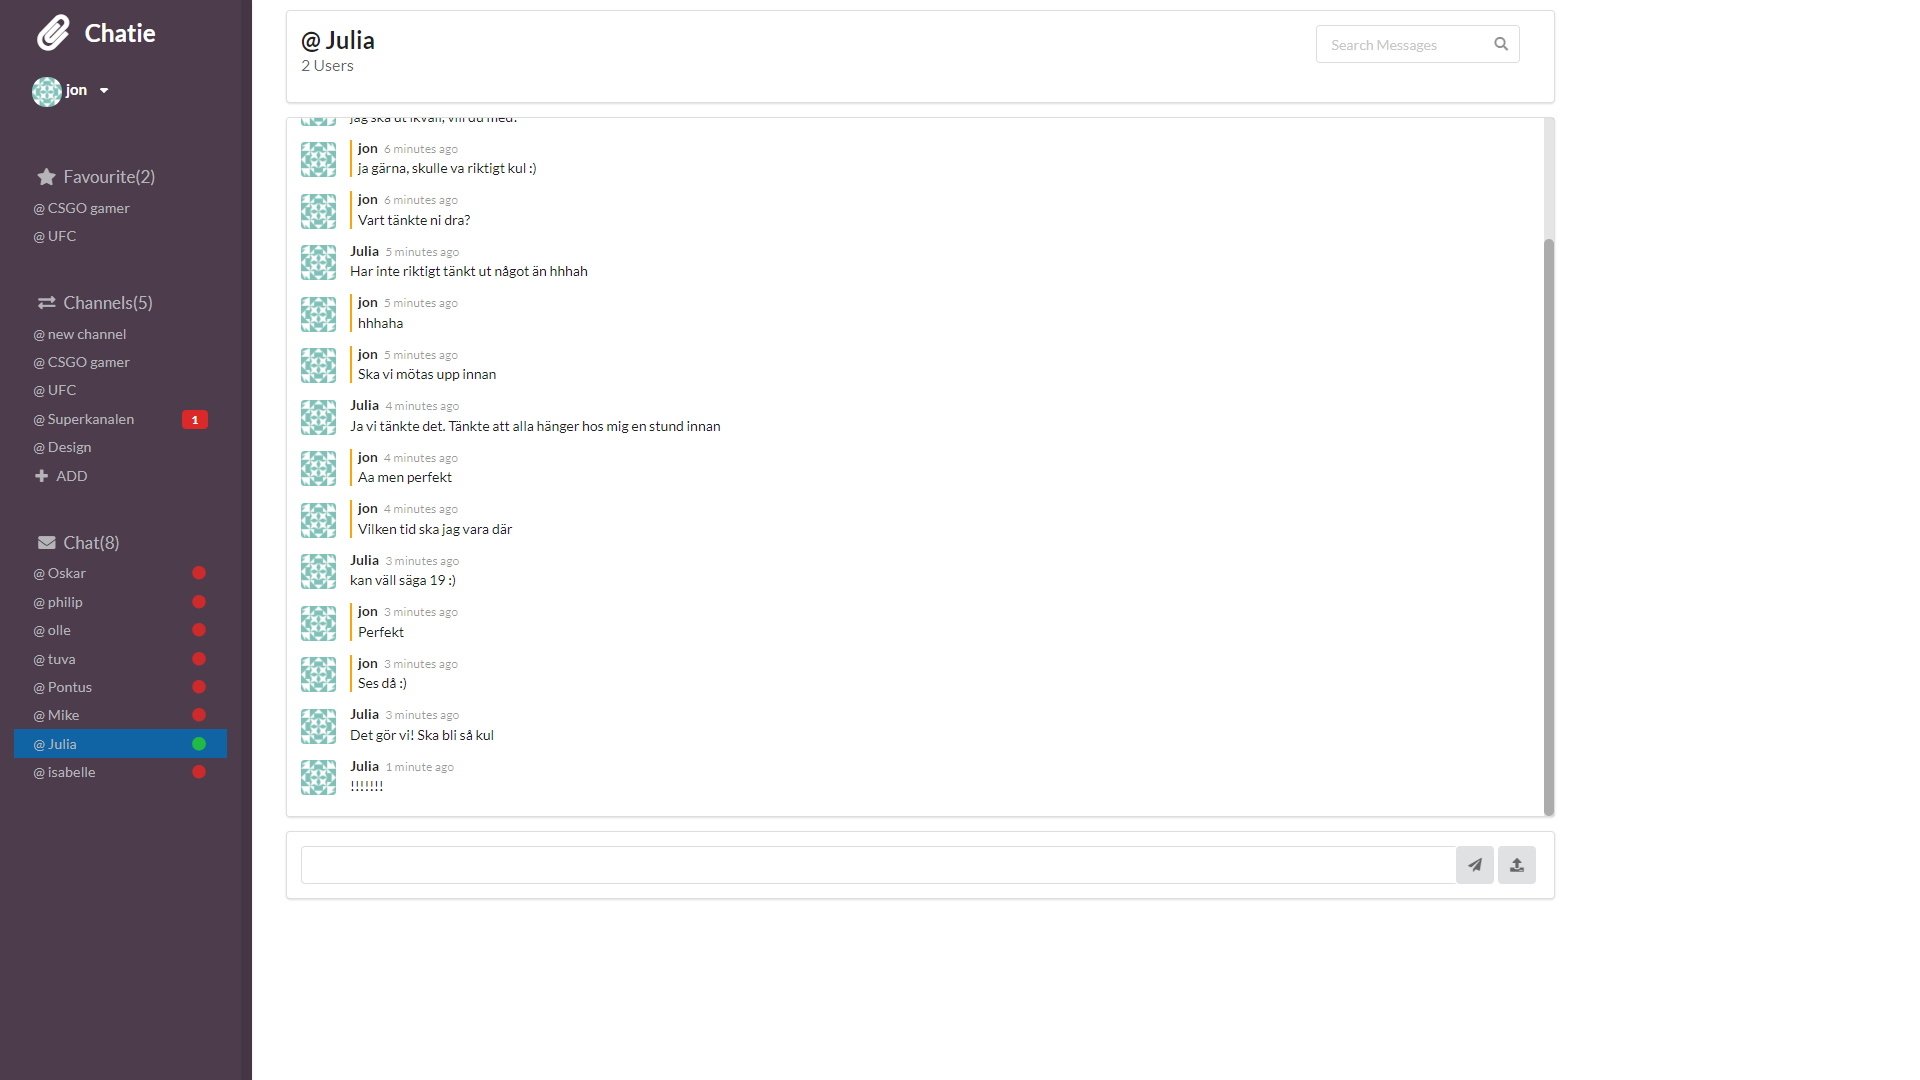 Chatie
jon
Favourite(2)
@ CSGO gamer
@ UFC
Channels(5)
@ new channel
@ CSGO gamer
@ UFC
@ Superkanalen 1
@ Design
ADD
Chat(8)
@ Oskar
@ philip
@ olle
@ tuva
@ Pontus
@ Mike
@ Julia
@ isabelle
@ Julia
2 Users
Search Messages
jag ska ut ikväll, vill du med?
jon 6 minutes ago
ja gärna, skulle va riktigt kul :)
jon 6 minutes ago
Vart tänkte ni dra?
Julia 5 minutes ago
Har inte riktigt tänkt ut något än hhhah
jon 5 minutes ago
hhhaha
jon 5 minutes ago
Ska vi mötas upp innan
Julia 4 minutes ago
Ja vi tänkte det. Tänkte att alla hänger hos mig en stund innan
jon 4 minutes ago
Aa men perfekt
jon 4 minutes ago
Vilken tid ska jag vara där
Julia 3 minutes ago
kan väll säga 19 :)
jon 3 minutes ago
Perfekt
jon 3 minutes ago
Ses då :)
Julia 3 minutes ago
Det gör vi! Ska bli så kul
Julia 1 minute ago
!!!!!!!